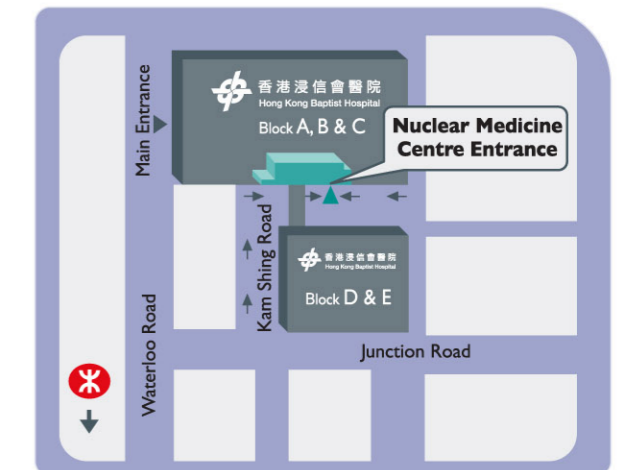 香港浸信會醫院
Hong Kong Baptist Hospital
Block A, B & C
Main Entrance
Nuclear Medicine
Centre Entrance
Kam Shing Road
香港浸信會醫院
Hong Kong Baptist Hospital
Block D & E
Waterloo Road
Junction Road